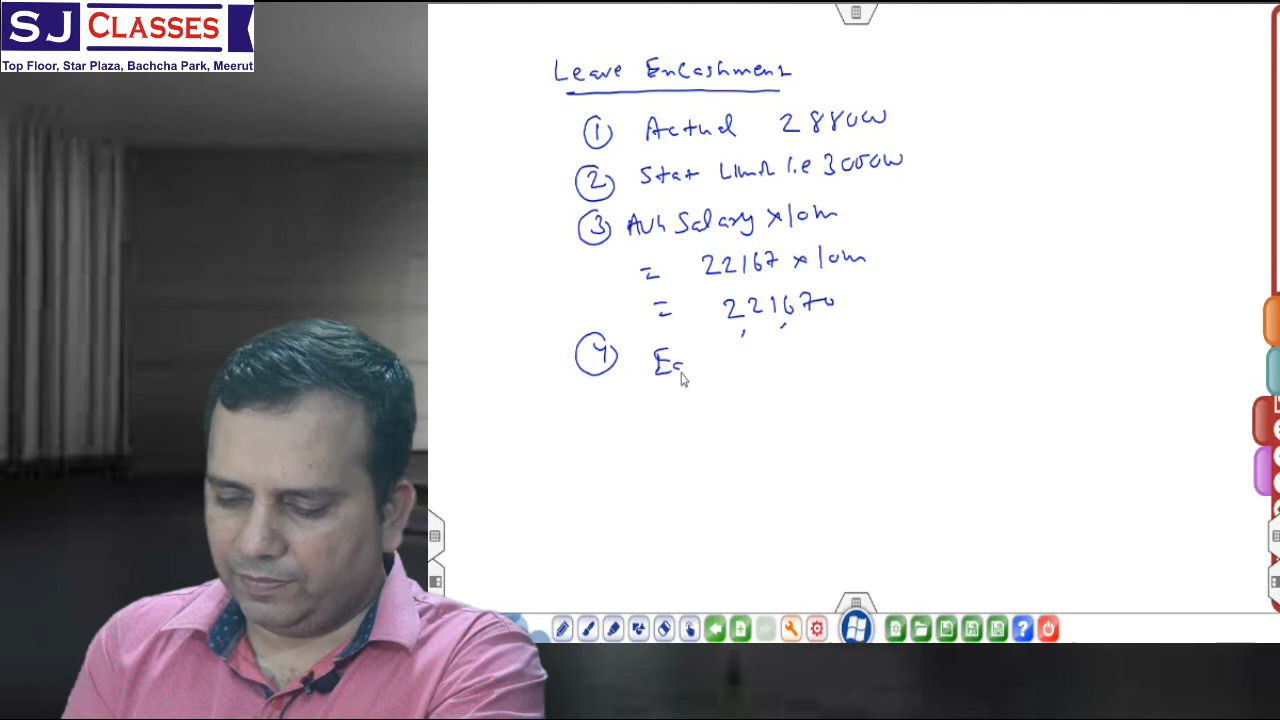 SJ CLASSES
Top Floor, Star Plaza, Bachcha Park, Meerut
Leave Encashment
1 Actual 288000
2 Stat Limit i.e 300000
3 Avg Salary x 10m
= 22167 x 10m
= 221670
4 Ea